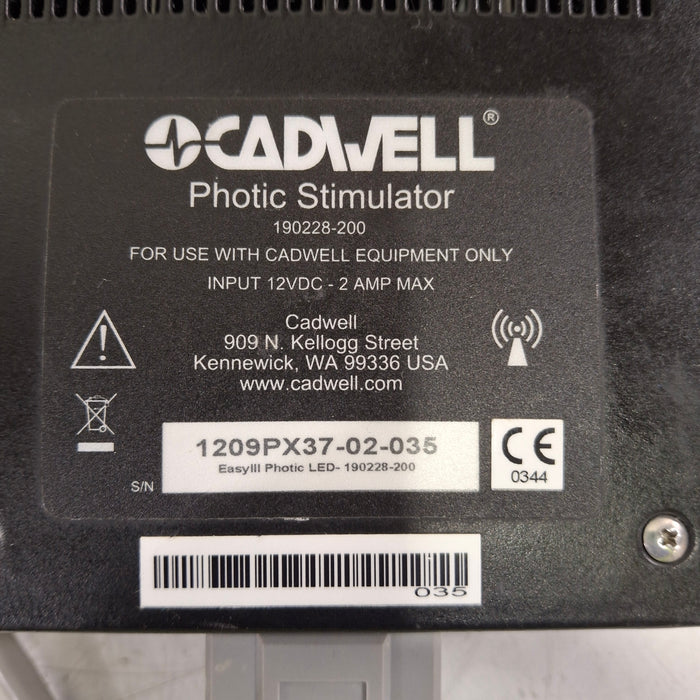 CADWELL®
Photic Stimulator
190228-200
FOR USE WITH CADWELL EQUIPMENT ONLY
INPUT 12VDC - 2 AMP MAX
Cadwell
909 N. Kellogg Street
Kennewick, WA 99336 USA
www.cadwell.com
S/N
1209PX37-02-035
EasyIII Photic LED- 190228-200
CE
0344
035